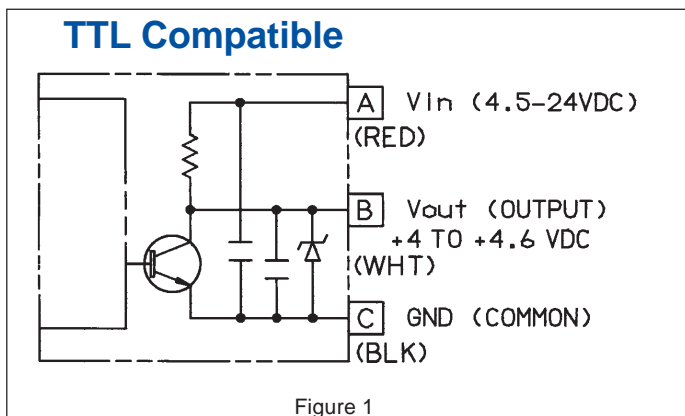 TTL Compatible
A VIn (4.5-24VDC)
(RED)
B Vout (OUTPUT)
+4 TO +4.6 VDC
(WHT)
C GND (COMMON)
(BLK)
Figure 1